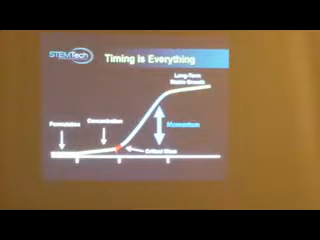 STEMTech
Timing Is Everything
Long-Term
Stable Growth
Concentration
Formulation
Momentum
Critical Mass